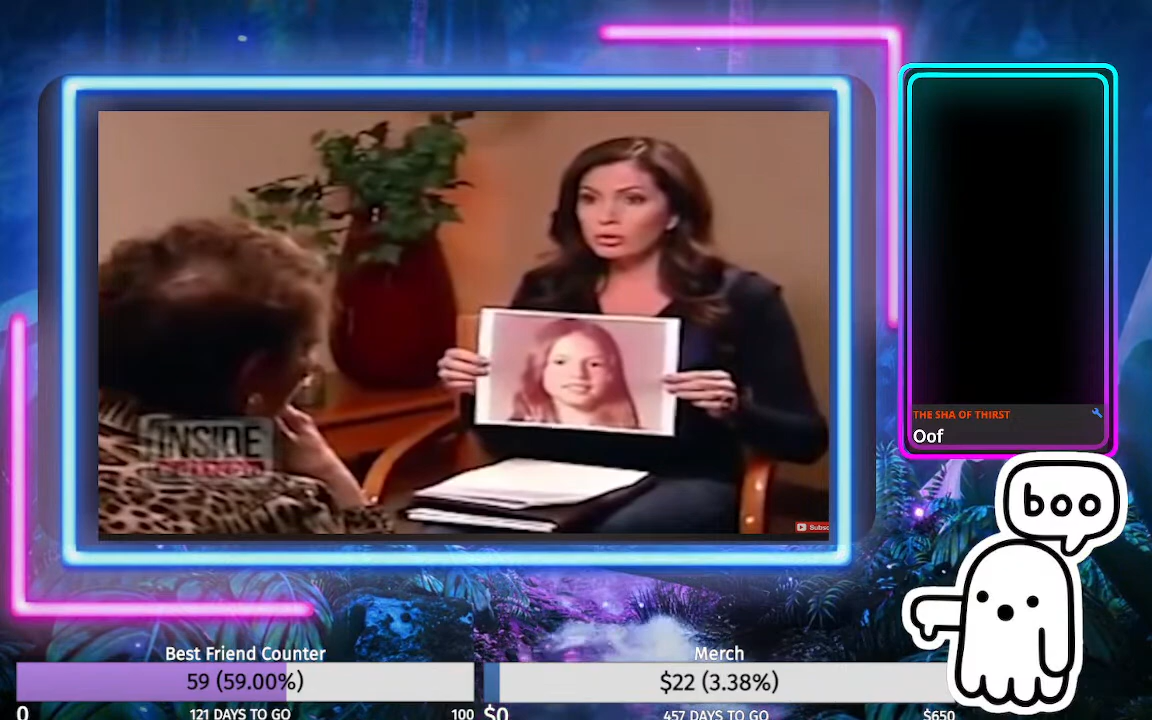 INSIDE
Subsc
THE SHA OF THIRST
Oof
boo
Best Friend Counter
59 (59.00%)
0
121 DAYS TO GO
100
Merch
$22 (3.38%)
$0
457 DAYS TO GO
$650